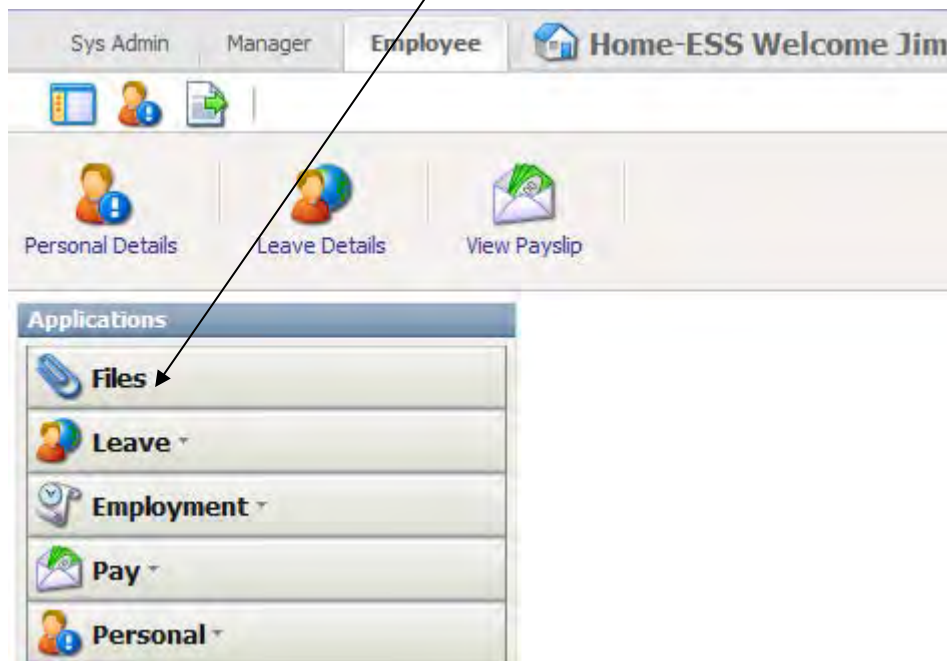 Sys Admin Manager Employee Home-ESS Welcome Jim
Personal Details Leave Details View Payslip
Applications
Files
Leave
Employment
Pay
Personal